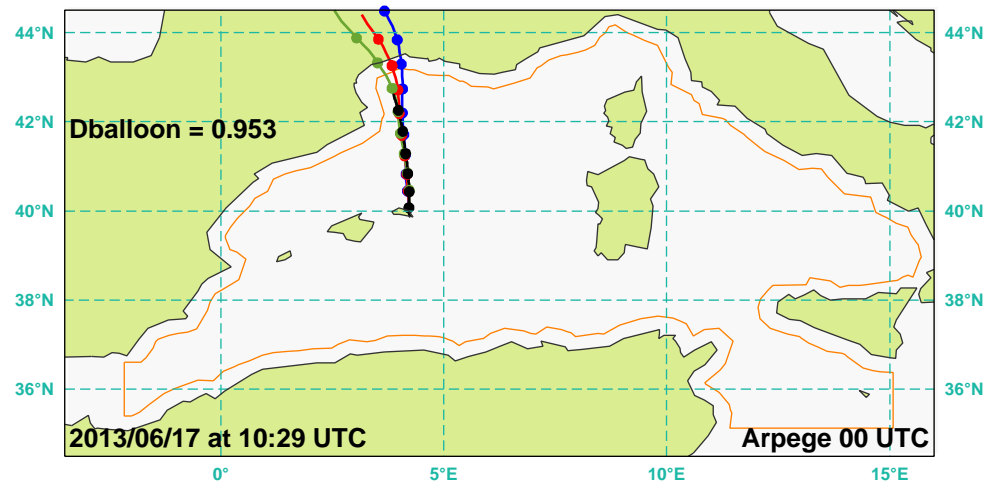 44°N 44°N
42°N 42°N
Dballoon = 0.953
40°N 40°N
38°N 38°N
36°N 36°N
2013/06/17 at 10:29 UTC Arpege 00 UTC
0° 5°E 10°E 15°E